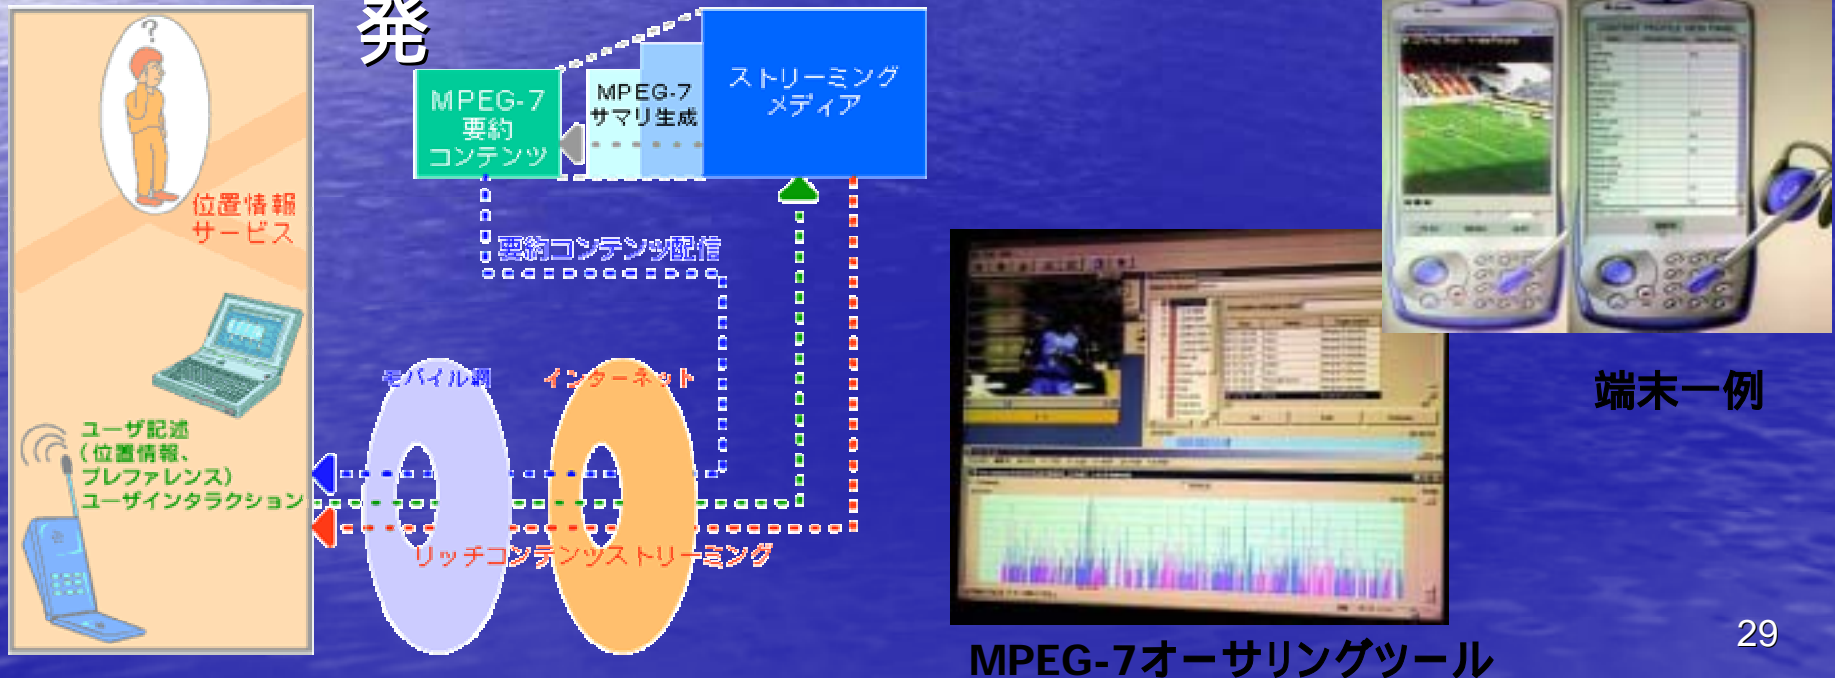 発
?
位置情報
サービス
ユーザ記述
(位置情報、
プレファレンス)
ユーザインタラクション
MPEG-7
要約
コンテンツ
MPEG-7
サマリ生成
ストリーミング
メディア
要約コンテンツ配信
モバイル網
インターネット
リッチコンテンツストリーミング
端末一例
MPEG-7オーサリングツール
29